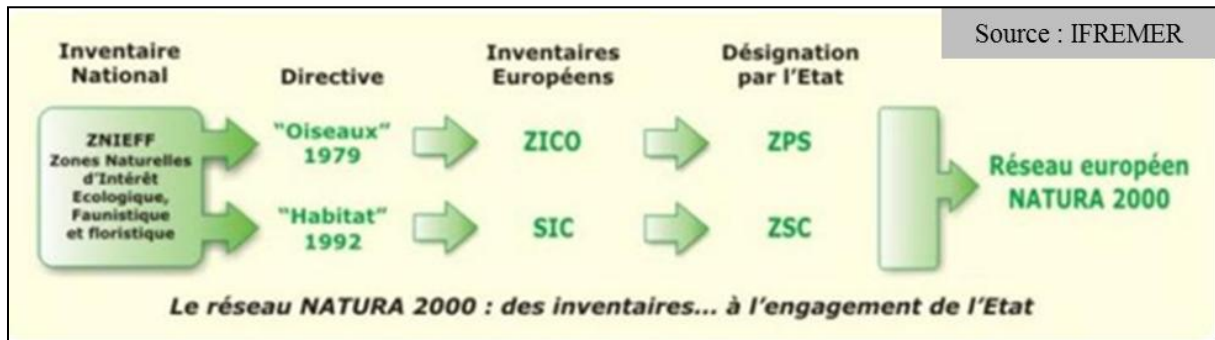 Source : IFREMER
Inventaire
National
Directive
Inventaires
Européens
Désignation
par l'Etat
ZNIEFF
Zones Naturelles
d'Intérêt
Ecologique,
Faunistique
et floristique
"Oiseaux"
1979
ZICO
ZPS
"Habitat"
1992
SIC
ZSC
Réseau européen
NATURA 2000
Le réseau NATURA 2000 : des inventaires... à l'engagement de l'Etat